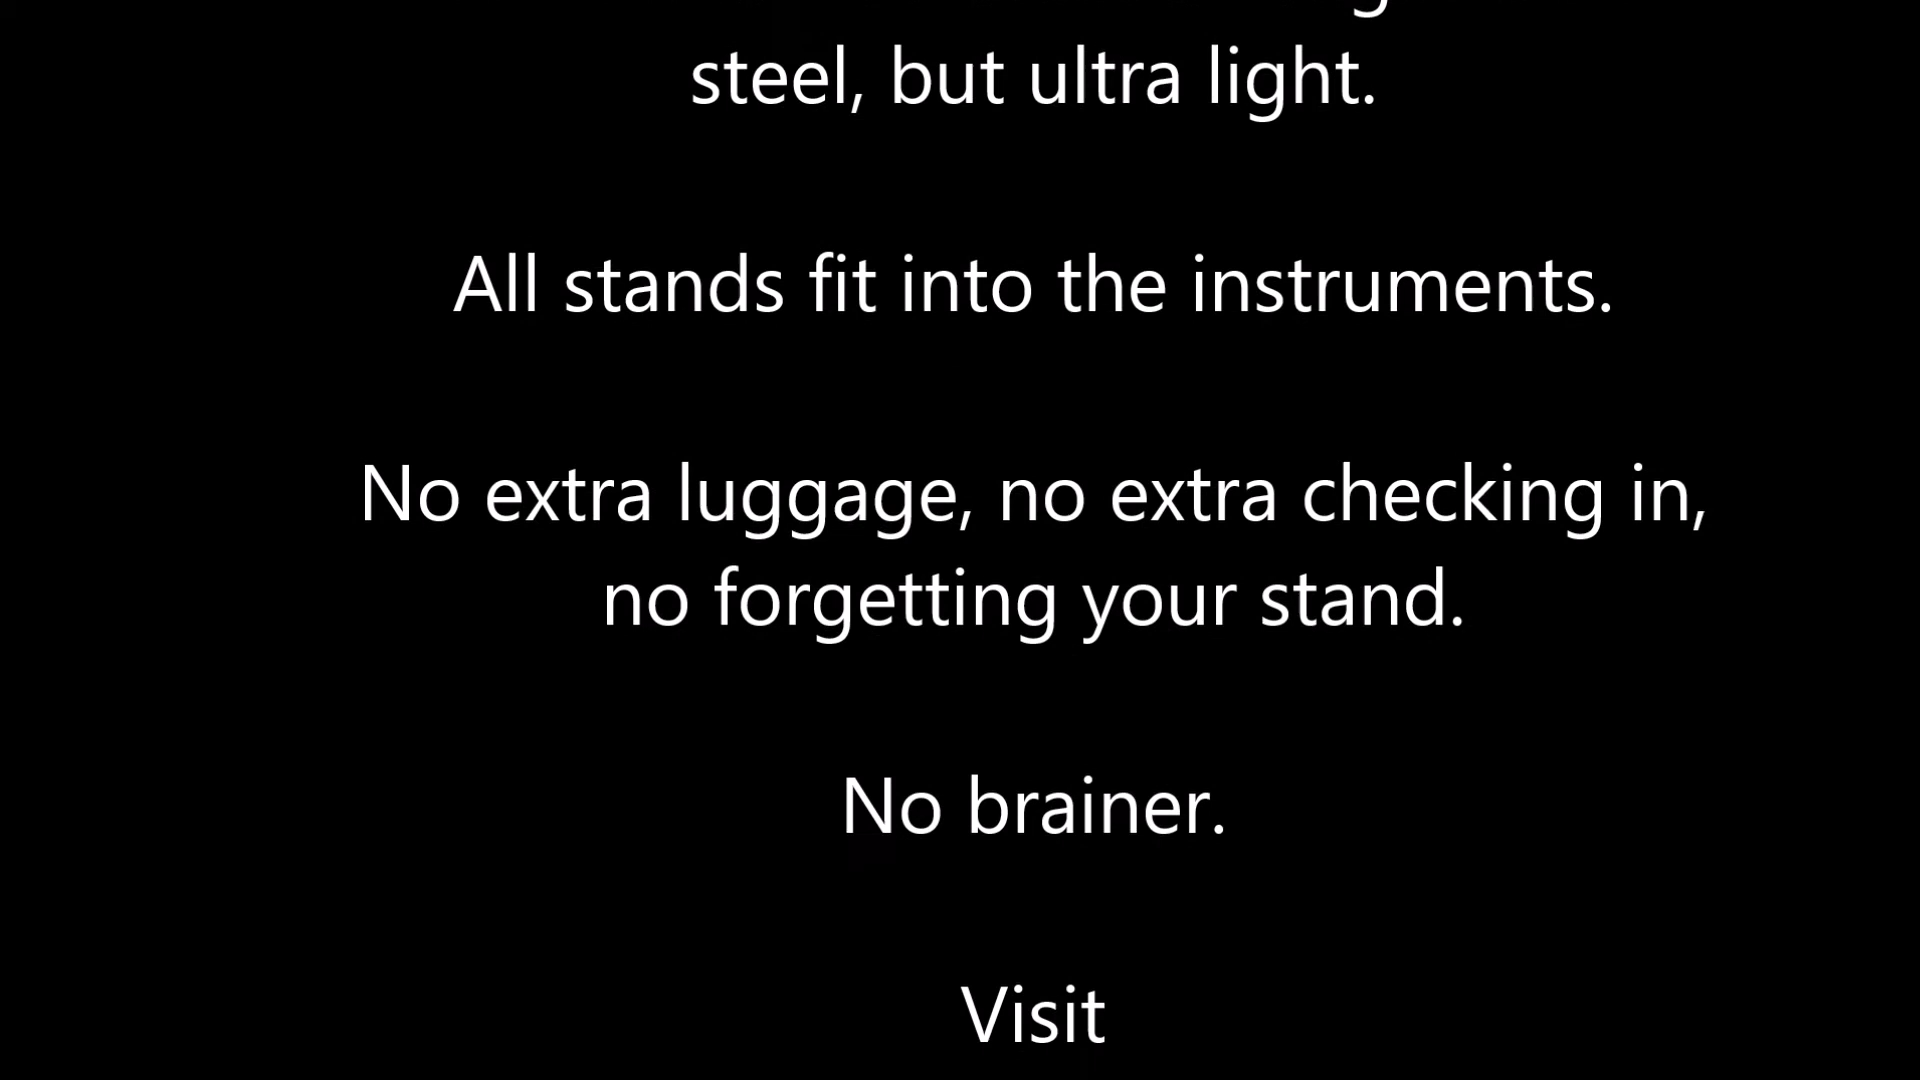 steel, but ultra light.
All stands fit into the instruments.
No extra luggage, no extra checking in,
no forgetting your stand.
No brainer.
Visit